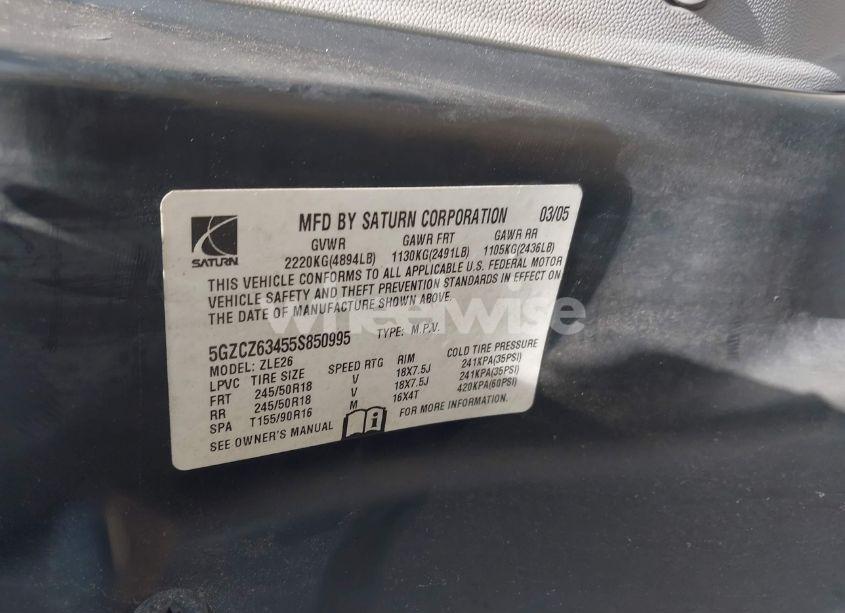 MFD BY SATURN CORPORATION 03/05
GVWR GAWR FRT GAWR RR
2220KG(4894LB) 1130KG(2491LB) 1105KG(2436LB)
SATURN
THIS VEHICLE CONFORMS TO ALL APPLICABLE U.S. FEDERAL MOTOR
VEHICLE SAFETY AND THEFT PREVENTION STANDARDS IN EFFECT ON
THE DATE OF MANUFACTURE SHOWN ABOVE.
wheelwise
5GZCZ63455S850995 TYPE: M.P.V.
MODEL: ZLE26
LPVC TIRE SIZE SPEED RTG RIM COLD TIRE PRESSURE
FRT 245/50R18 V 18X7.5J 241KPA(35PSI)
RR 245/50R18 V 18X7.5J 241KPA(35PSI)
SPA T155/90R16 M 16X4T 420KPA(60PSI)
SEE OWNER'S MANUAL i FOR MORE INFORMATION.